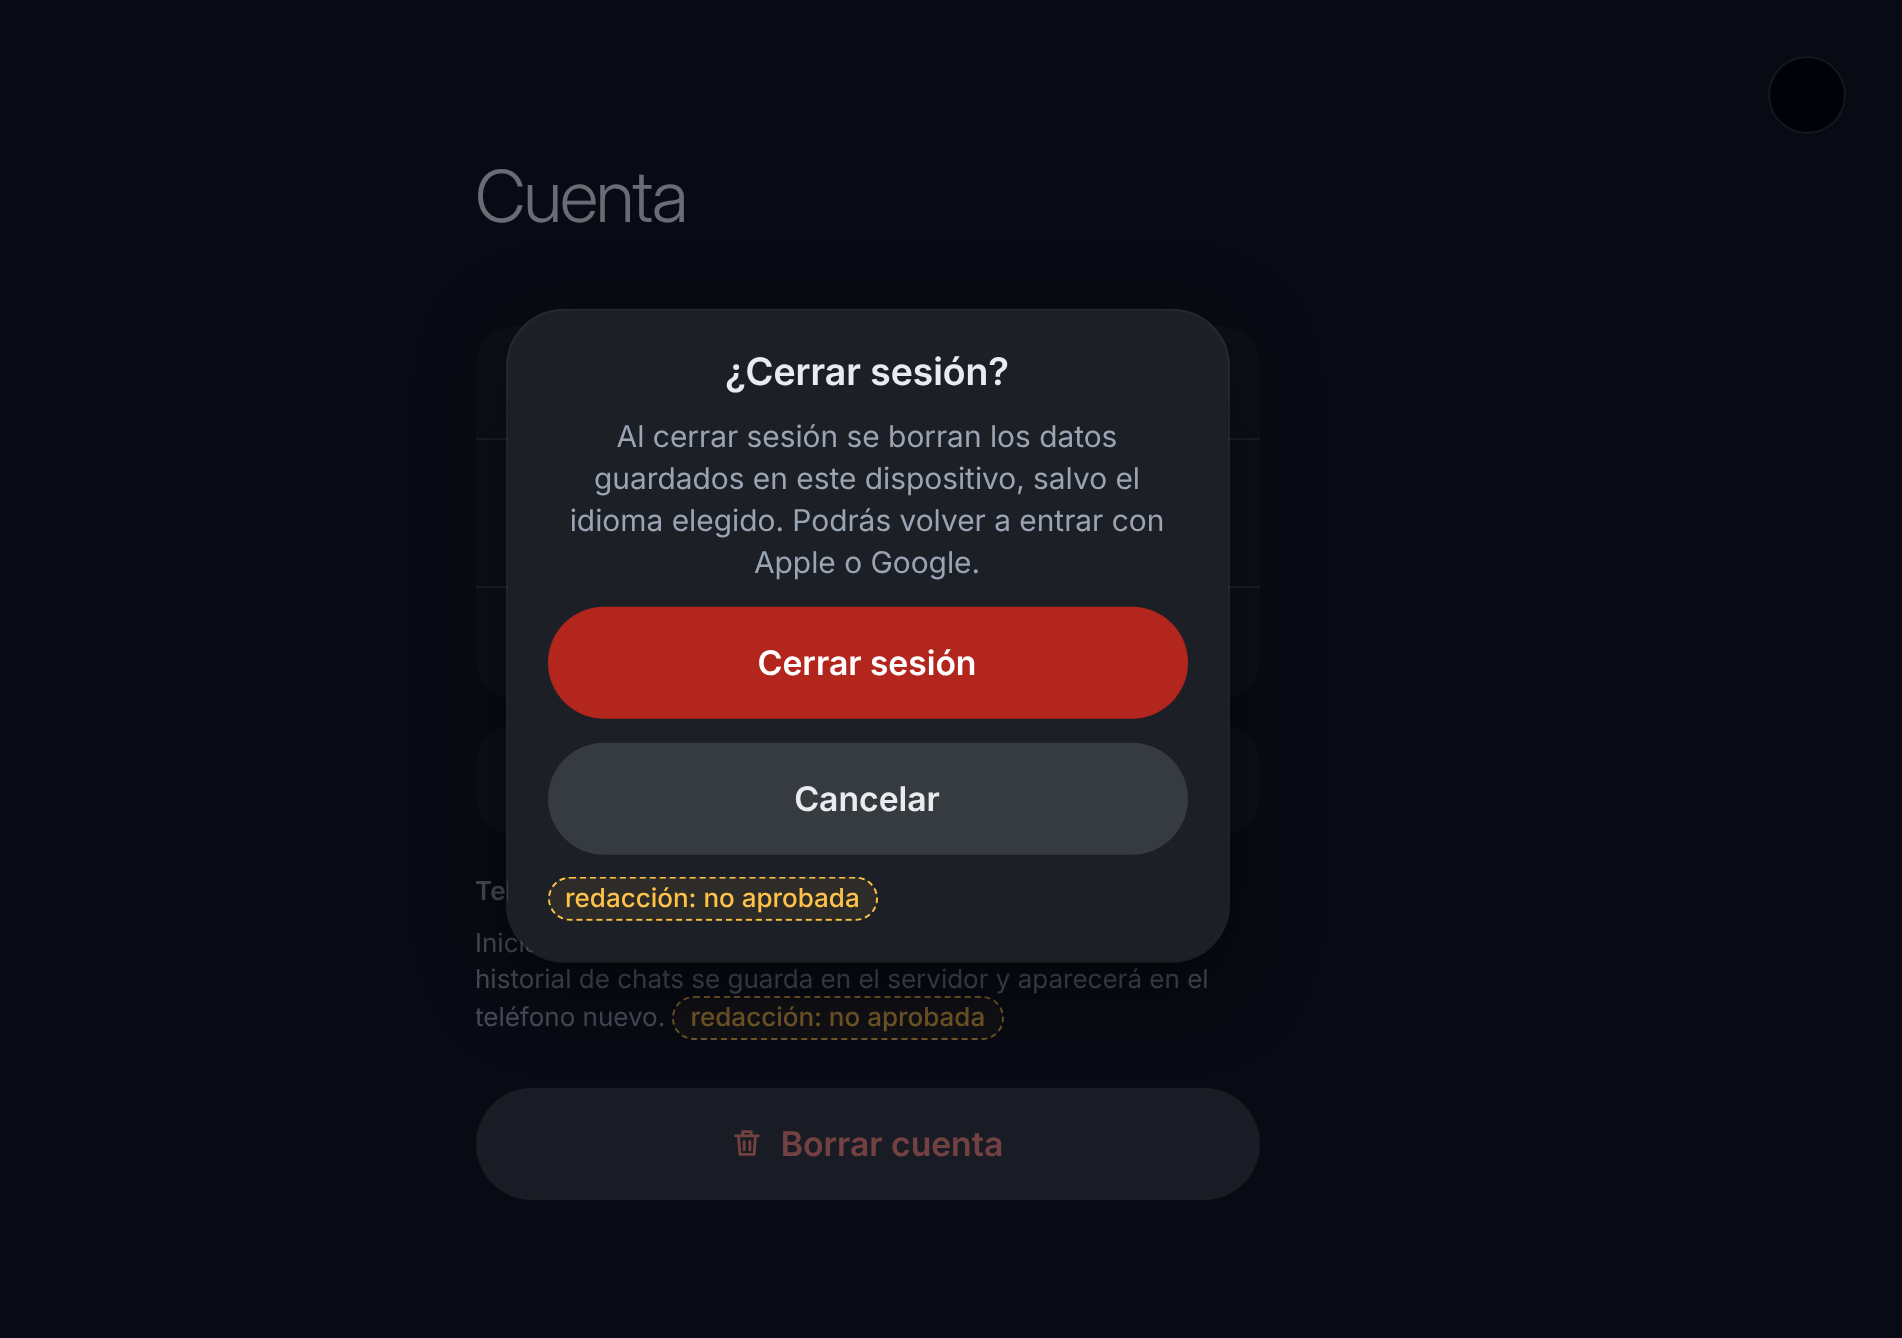 Cuenta
¿Cerrar sesión?
Al cerrar sesión se borran los datos
guardados en este dispositivo, salvo el
idioma elegido. Podrás volver a entrar con
Apple o Google.
Cerrar sesión
Cancelar
redacción: no aprobada
historial de chats se guarda en el servidor y aparecerá en el
teléfono nuevo. redacción: no aprobada
Borrar cuenta